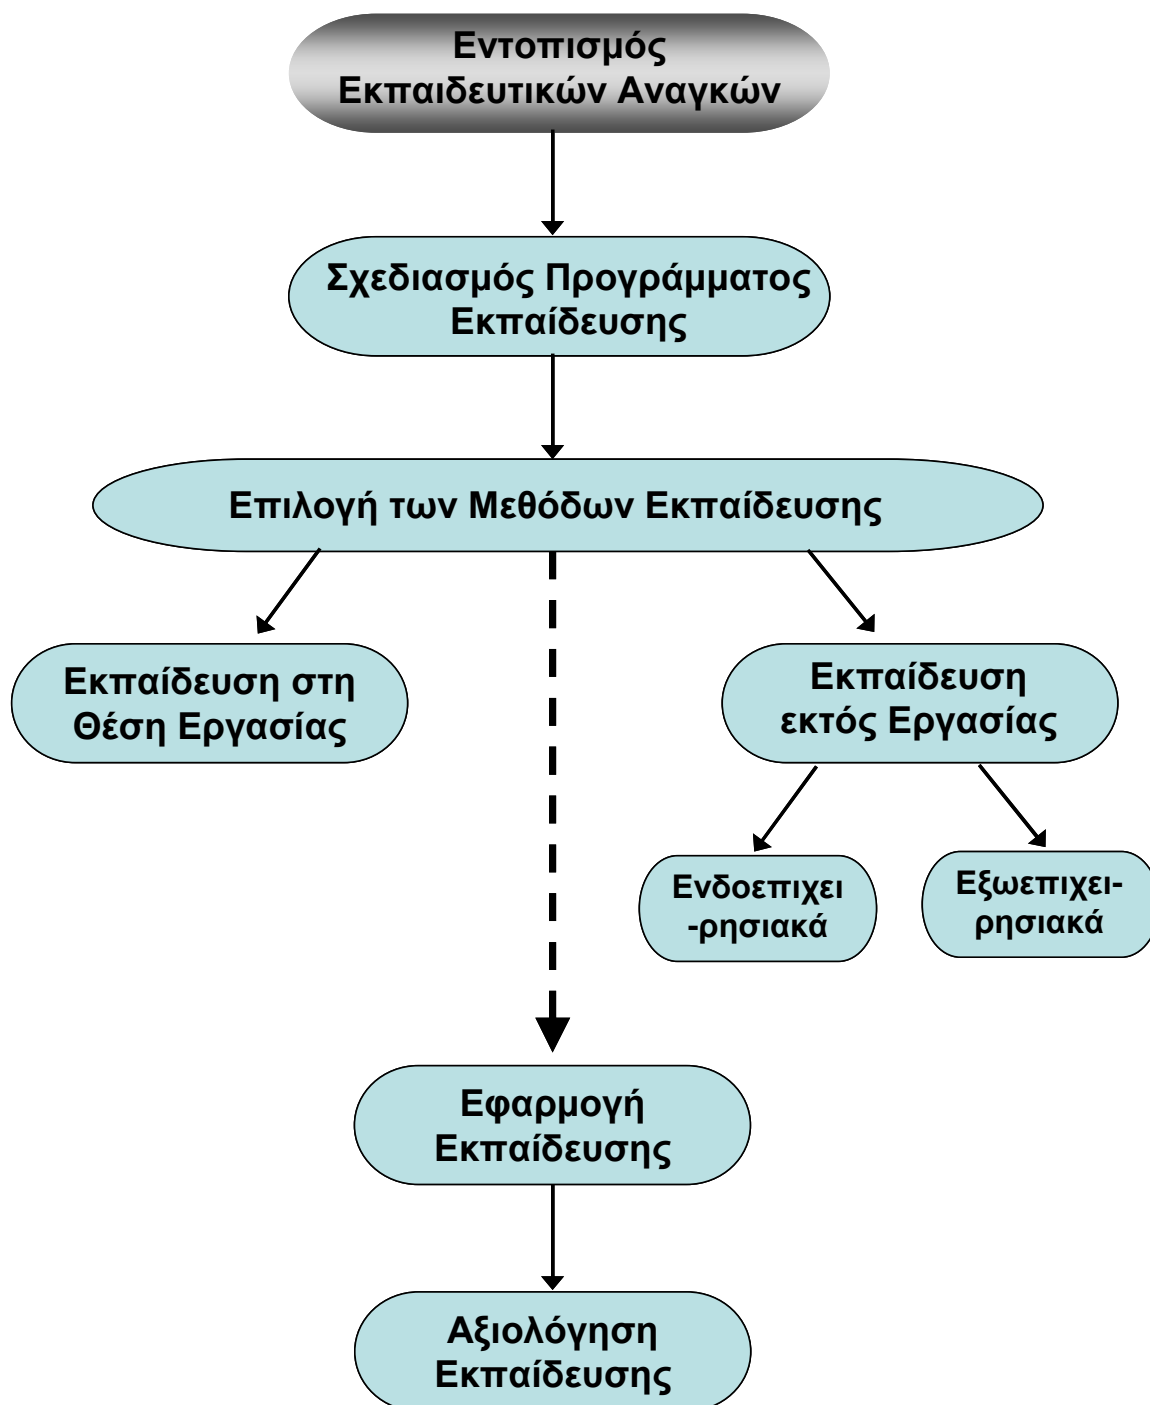 Εντοπισμός
Εκπαιδευτικών Αναγκών
Σχεδιασμός Προγράμματος
Εκπαίδευσης
Επιλογή των Μεθόδων Εκπαίδευσης
Εκπαίδευση στη
Θέση Εργασίας
Εκπαίδευση
εκτός Εργασίας
Ενδοεπιχει
-ρησιακά
Εξωεπιχει-
ρησιακά
Εφαρμογή
Εκπαίδευσης
Αξιολόγηση
Εκπαίδευσης